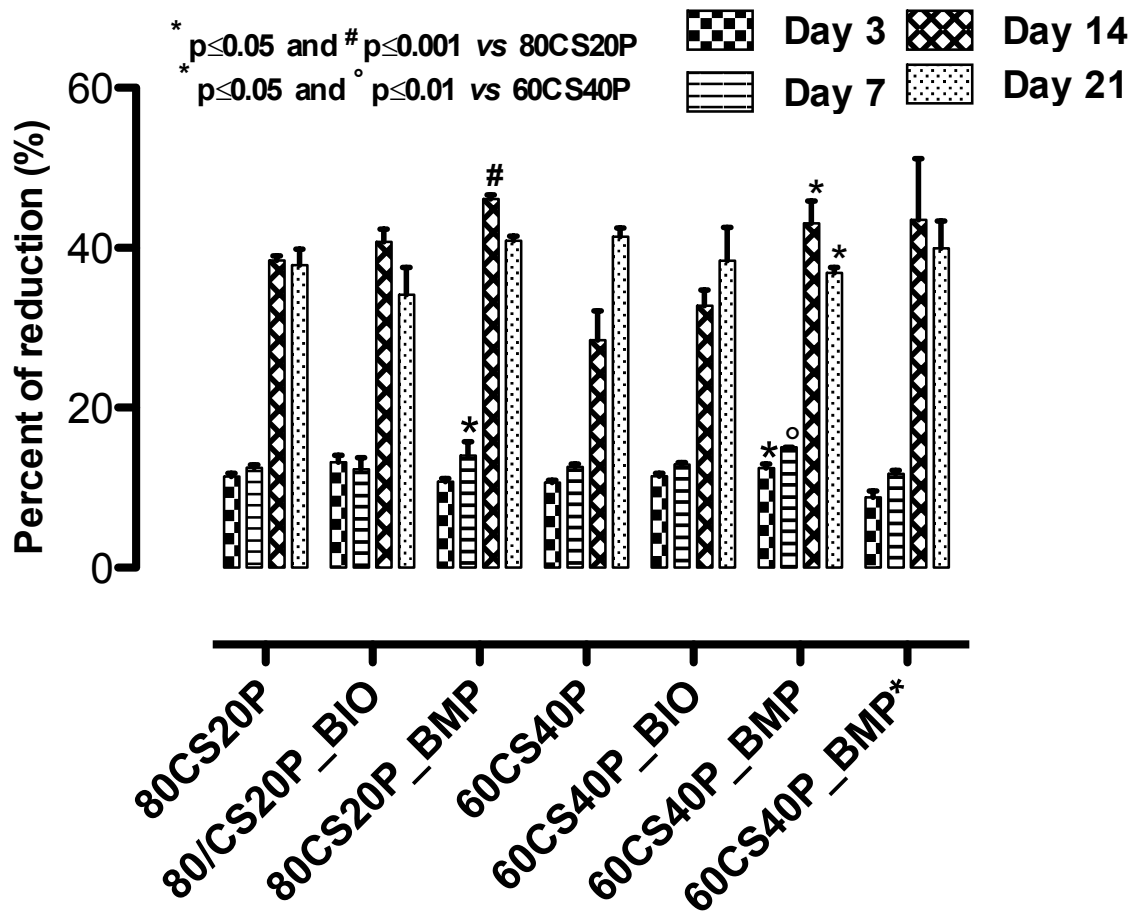 * p≤0.05 and # p≤0.001 vs 80CS20P
* p≤0.05 and ° p≤0.01 vs 60CS40P
Day 3
Day 14
Day 7
Day 21
Percent of reduction (%)
60
40
20
0
#
*
*
*
*
°
80CS20P
80/CS20P_BIO
80CS20P_BMP
60CS40P
60CS40P_BIO
60CS40P_BMP
60CS40P_BMP*